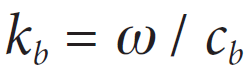 k_b = ω / c_b